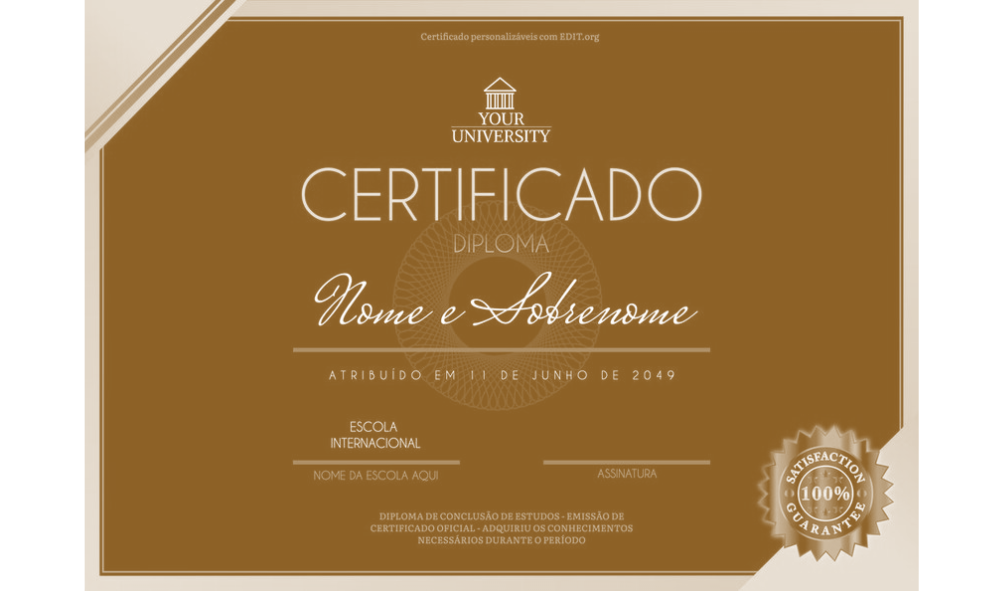 Certificado personalizáveis com EDIT.org
YOUR
UNIVERSITY
CERTIFICADO
DIPLOMA
Nome e Sobrenome
ATRIBUÍDO EM 11 DE JUNHO DE 2049
ESCOLA
INTERNACIONAL
NOME DA ESCOLA AQUI
ASSINATURA
SATISFACTION
100%
GUARANTEE
DIPLOMA DE CONCLUSÃO DE ESTUDOS - EMISSÃO DE
CERTIFICADO OFICIAL - ADQUIRIU OS CONHECIMENTOS
NECESSÁRIOS DURANTE O PERÍODO